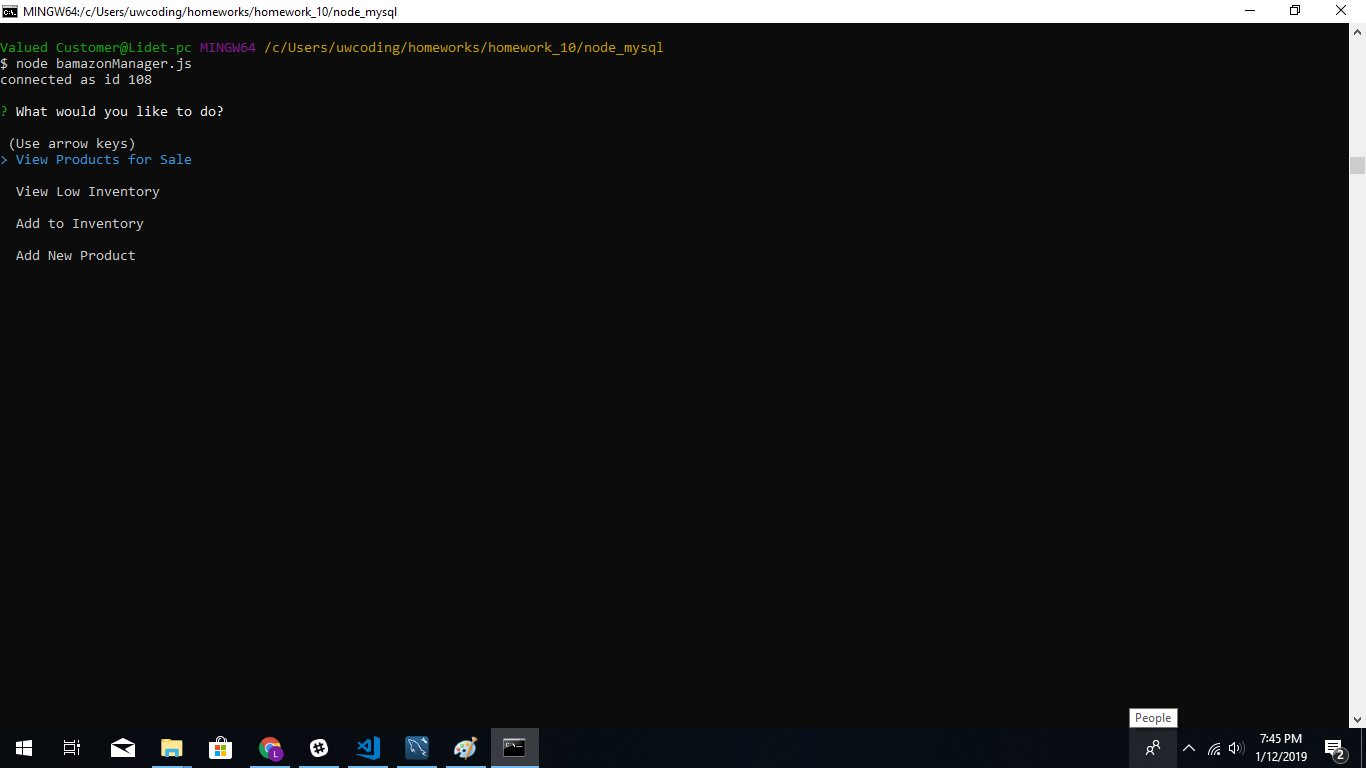 MINGW64:/c/Users/uwcoding/homeworks/homework_10/node_mysql
Valued Customer@Lidet-pc MINGW64 /c/Users/uwcoding/homeworks/homework_10/node_mysql
$ node bamazonManager.js
connected as id 108
? What would you like to do?
(Use arrow keys)
> View Products for Sale
View Low Inventory
Add to Inventory
Add New Product
People
L
7:45 PM
1/12/2019
2